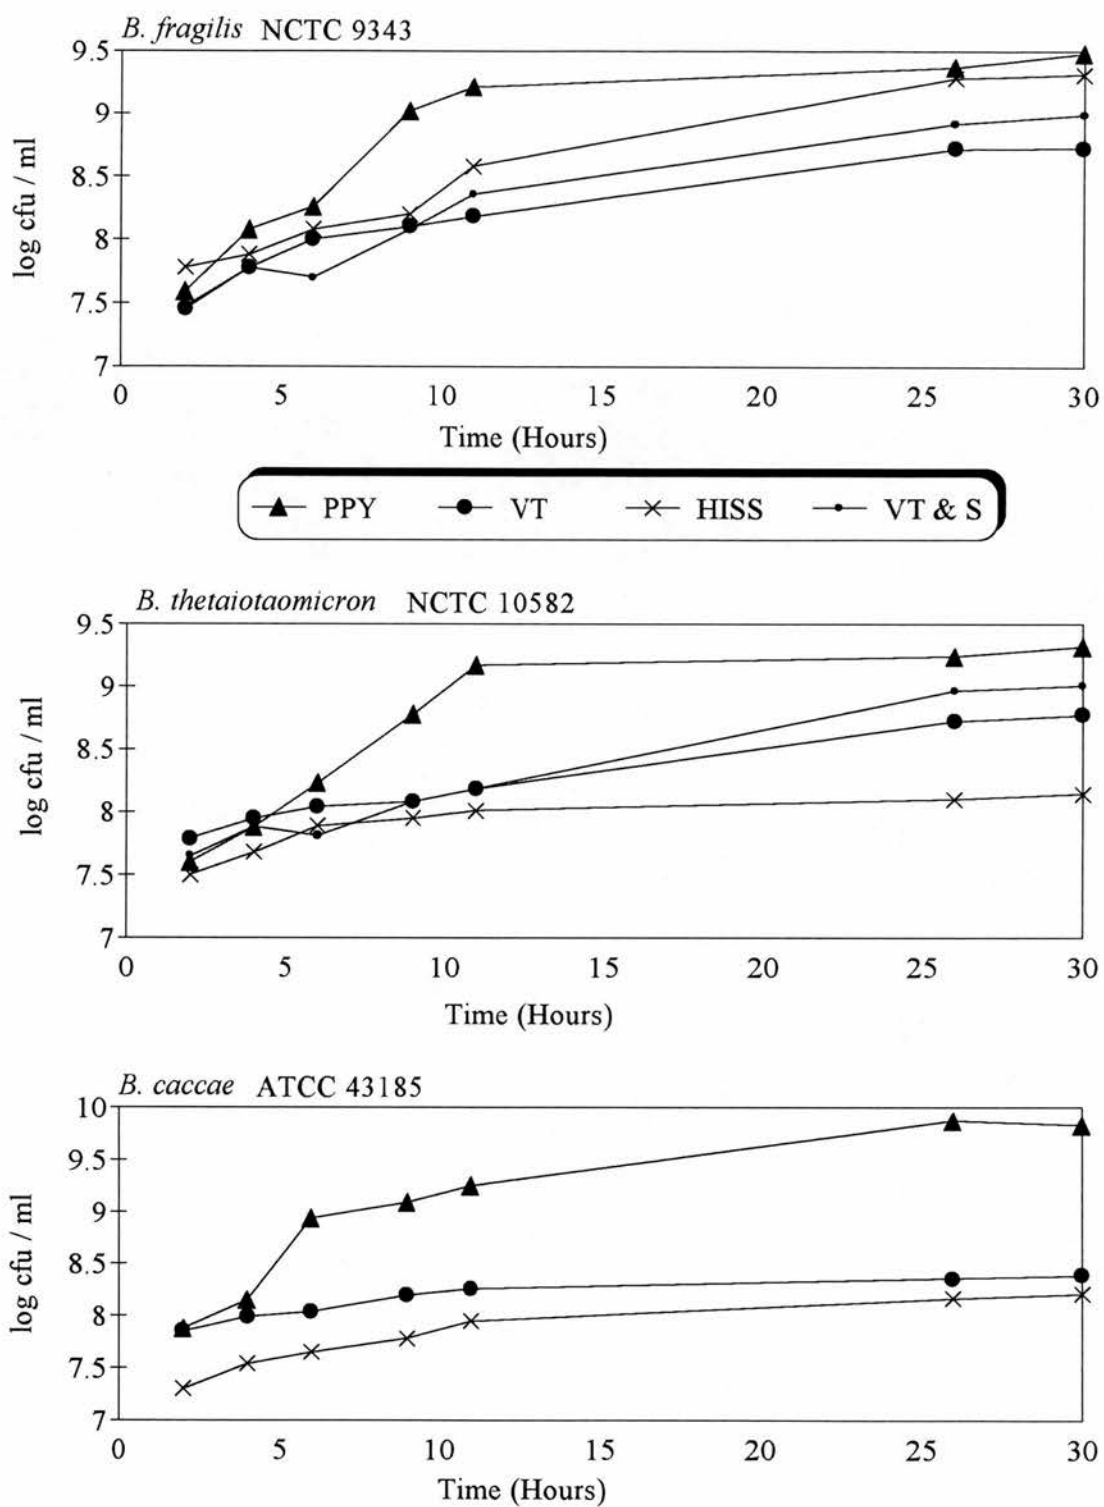 B. fragilis NCTC 9343
9.5
9
8.5
8
7.5
7
log cfu / ml
0 5 10 15 20 25 30
Time (Hours)
PPY VT HISS VT & S
B. thetaiotaomicron NCTC 10582
9.5
9
8.5
8
7.5
7
log cfu / ml
0 5 10 15 20 25 30
Time (Hours)
B. caccae ATCC 43185
10
9.5
9
8.5
8
7.5
7
log cfu / ml
0 5 10 15 20 25 30
Time (Hours)